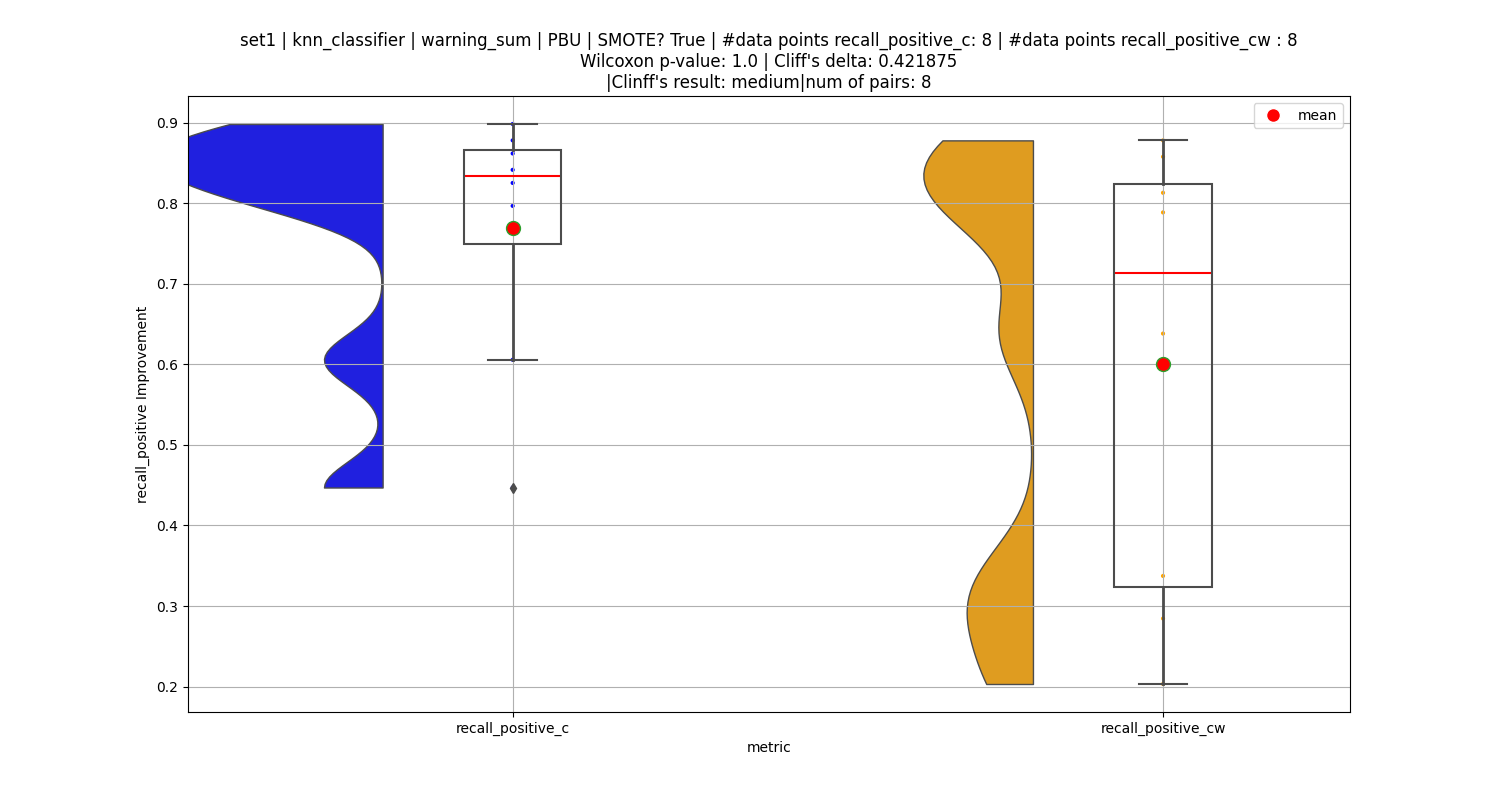 set1 | knn_classifier | warning_sum | PBU | SMOTE? True | #data points recall_positive_c: 8 | #data points recall_positive_cw : 8
Wilcoxon p-value: 1.0 | Cliff's delta: 0.421875
|Clinff's result: medium|num of pairs: 8
mean
0.9
0.8
0.7
0.6
0.5
0.4
0.3
0.2
recall_positive Improvement
recall_positive_c
recall_positive_cw
metric